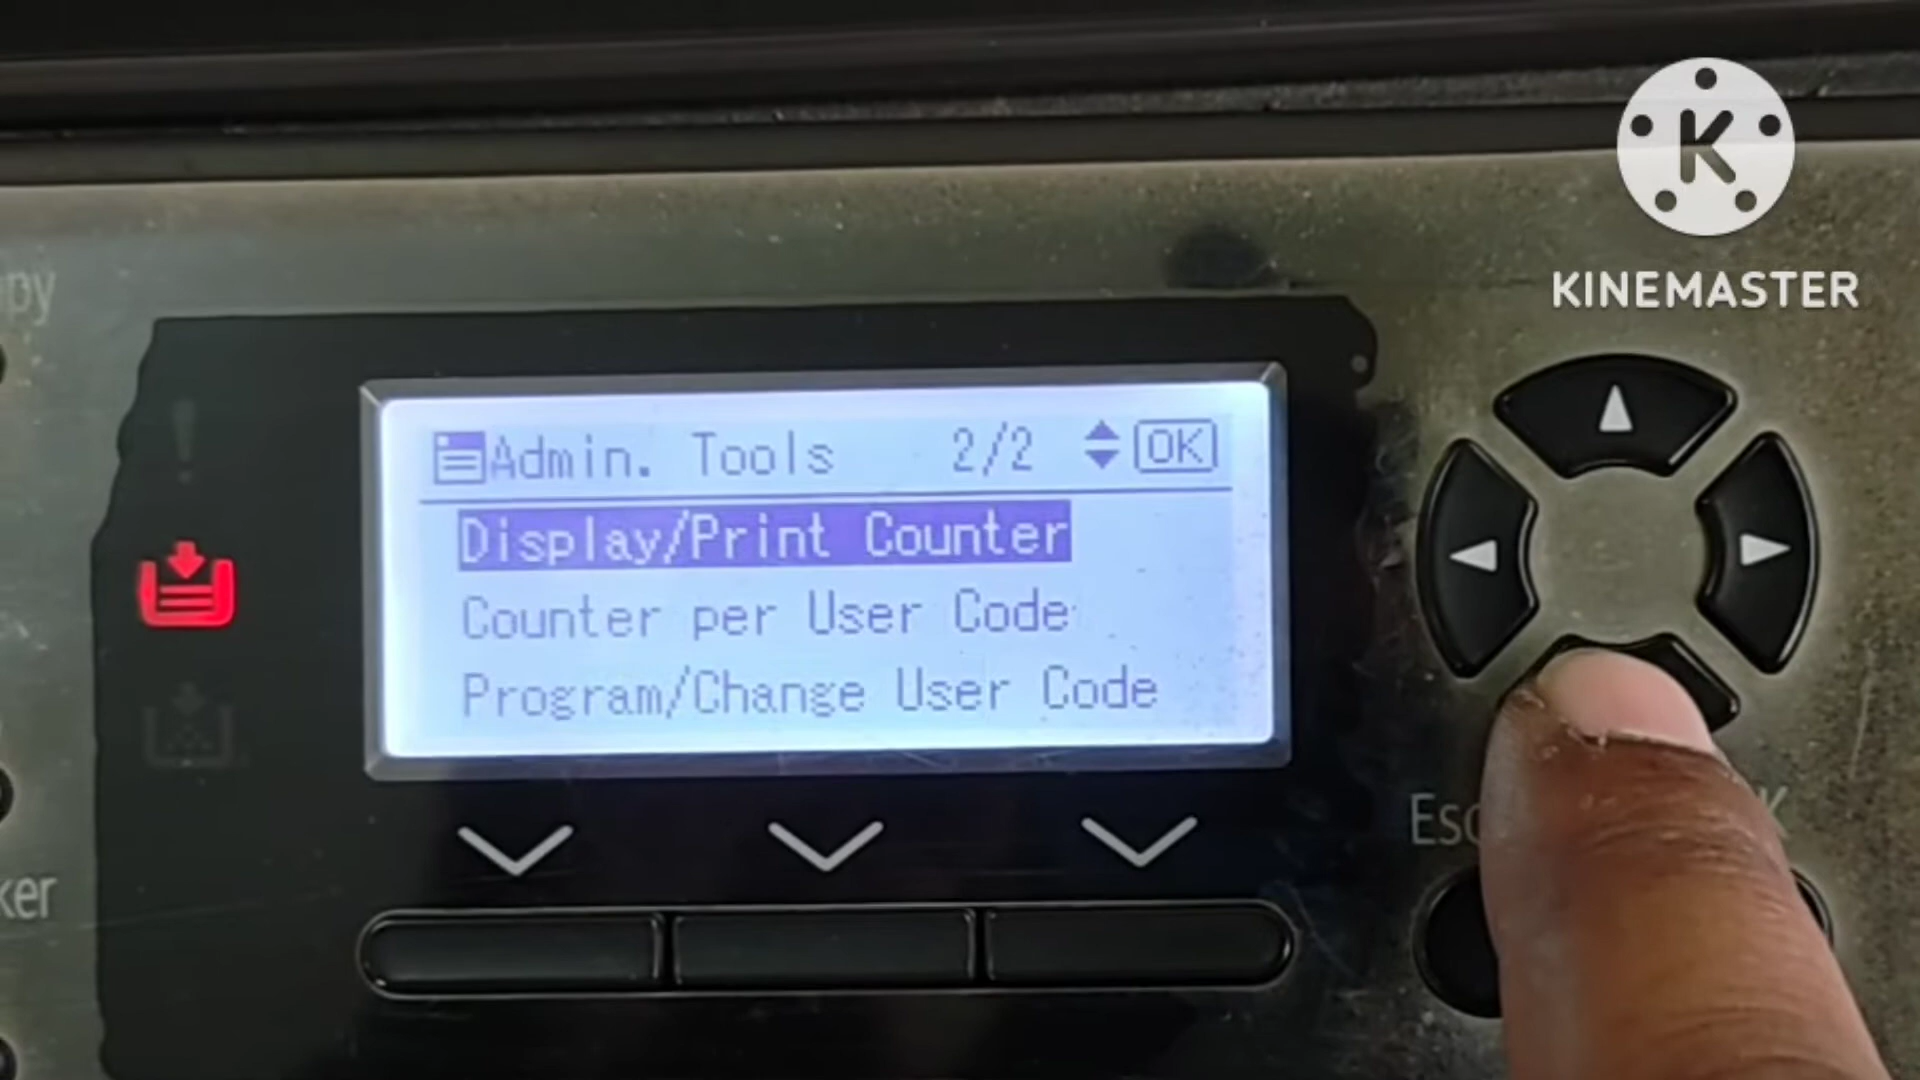 K
KINEMASTER
Admin. Tools 2/2 OK
Display/Print Counter
Counter per User Code
Program/Change User Code